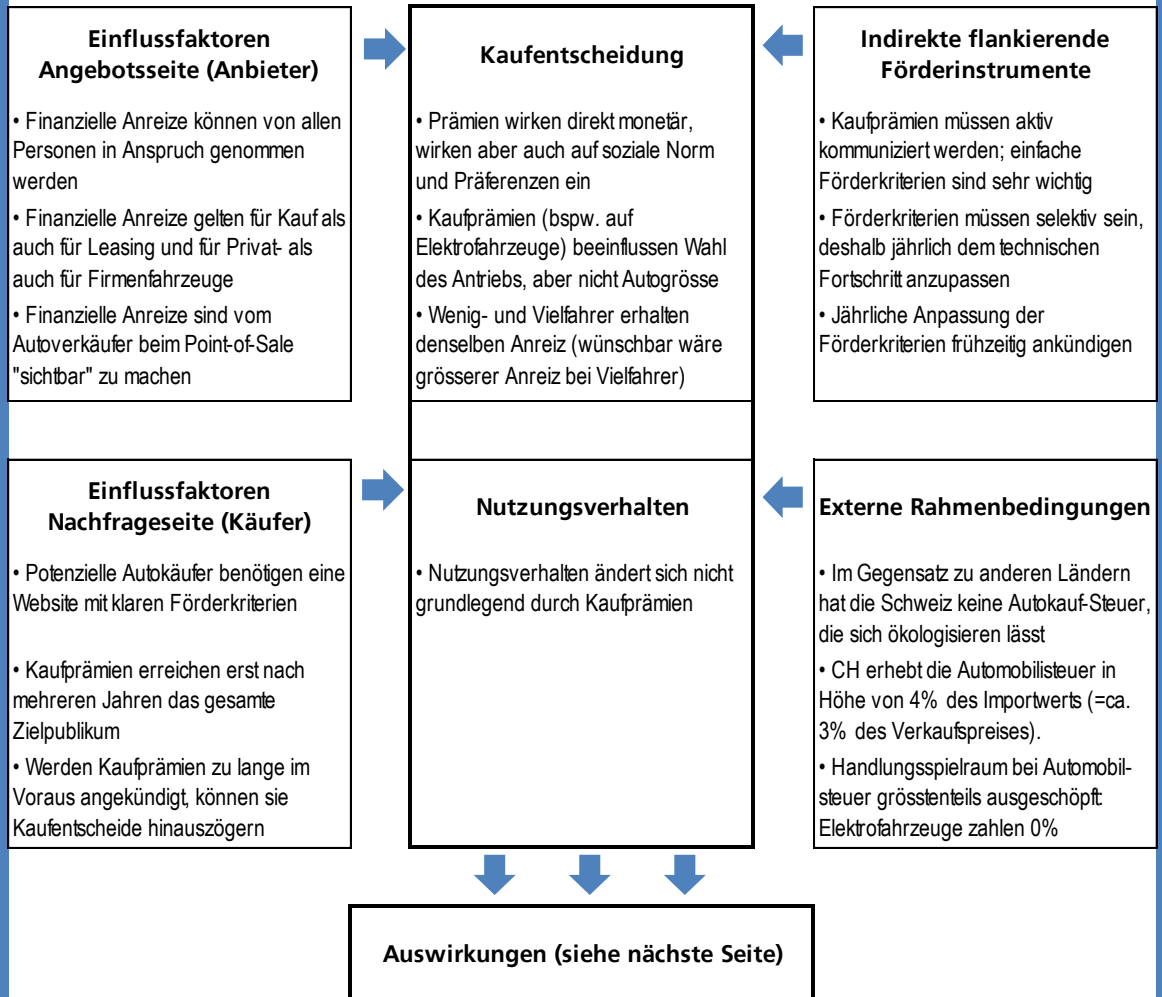 Einflussfaktoren
Angebotsseite (Anbieter)
• Finanzielle Anreize können von allen
Personen in Anspruch genommen
werden
• Finanzielle Anreize gelten für Kauf als
auch für Leasing und für Privat- als
auch für Firmenfahrzeuge
• Finanzielle Anreize sind vom
Autoverkäufer beim Point-of-Sale
"sichtbar" zu machen
Kaufentscheidung
• Prämien wirken direkt monetär,
wirken aber auch auf soziale Norm
und Präferenzen ein
• Kaufprämien (bspw. auf
Elektrofahrzeuge) beeinflussen Wahl
des Antriebs, aber nicht Autogrösse
• Wenig- und Vielfahrer erhalten
denselben Anreiz (wünschbar wäre
grösserer Anreiz bei Vielfahrer)
Indirekte flankierende
Förderinstrumente
• Kaufprämien müssen aktiv
kommuniziert werden; einfache
Förderkriterien sind sehr wichtig
• Förderkriterien müssen selektiv sein,
deshalb jährlich dem technischen
Fortschritt anzupassen
• Jährliche Anpassung der
Förderkriterien frühzeitig ankündigen
Einflussfaktoren
Nachfrageseite (Käufer)
• Potenzielle Autokäufer benötigen eine
Website mit klaren Förderkriterien
• Kaufprämien erreichen erst nach
mehreren Jahren das gesamte
Zielpublikum
• Werden Kaufprämien zu lange im
Voraus angekündigt, können sie
Kaufentscheide hinauszögern
Nutzungsverhalten
• Nutzungsverhalten ändert sich nicht
grundlegend durch Kaufprämien
Externe Rahmenbedingungen
• Im Gegensatz zu anderen Ländern
hat die Schweiz keine Autokauf-Steuer,
die sich ökologisieren lässt
• CH erhebt die Automobilisteuer in
Höhe von 4% des Importwerts (=ca.
3% des Verkaufspreises).
• Handlungsspielraum bei Automobil-
steuer grösstenteils ausgeschöpft:
Elektrofahrzeuge zahlen 0%
Auswirkungen (siehe nächste Seite)